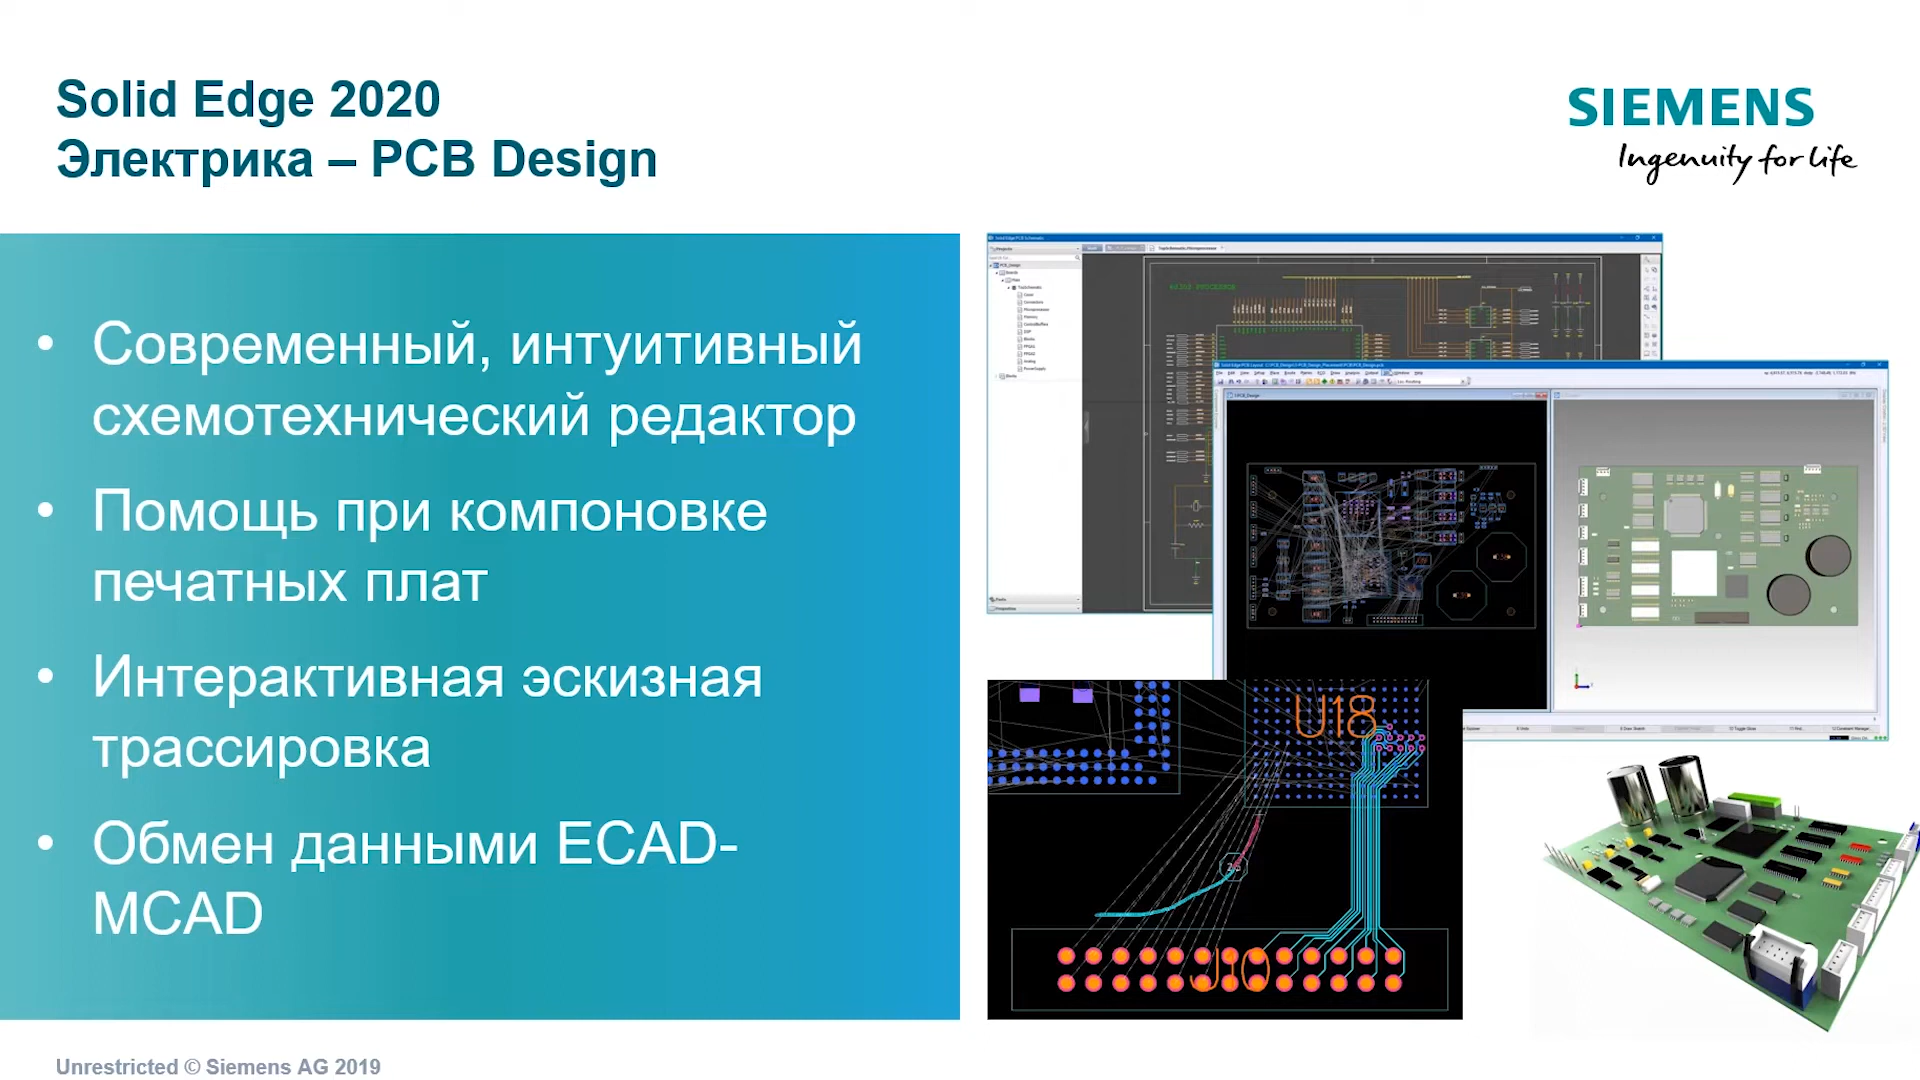 Solid Edge 2020
Электрика – PCB Design
SIEMENS
Ingenuity for life
• Современный, интуитивный
схемотехнический редактор
• Помощь при компоновке
печатных плат
• Интерактивная эскизная
трассировка
• Обмен данными ECAD-
MCAD
U18
J10
Unrestricted © Siemens AG 2019